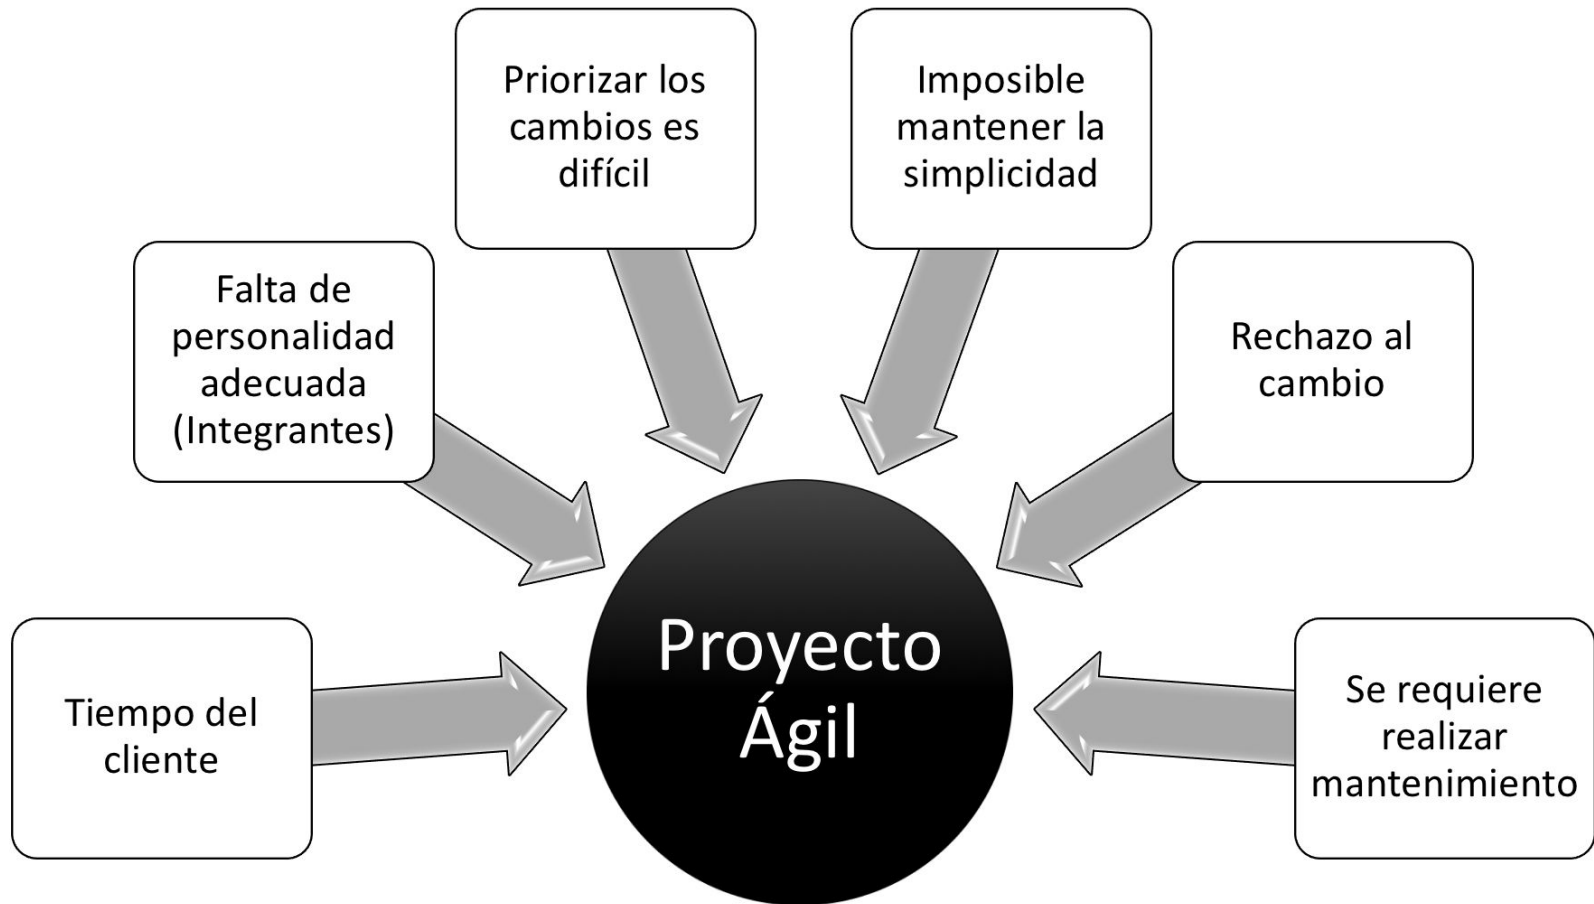 Priorizar los
cambios es
difícil
Imposible
mantener la
simplicidad
Falta de
personalidad
adecuada
(Integrantes)
Rechazo al
cambio
Tiempo del
cliente
Proyecto
Ágil
Se requiere
realizar
mantenimiento